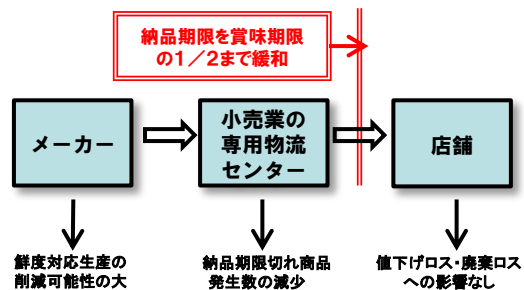 納品期限を賞味期限
の1/2まで緩和
メーカー
小売業の
専用物流
センター
店舗
鮮度対応生産の
削減可能性の大
納品期限切れ商品
発生数の減少
値下げロス・廃棄ロス
への影響なし